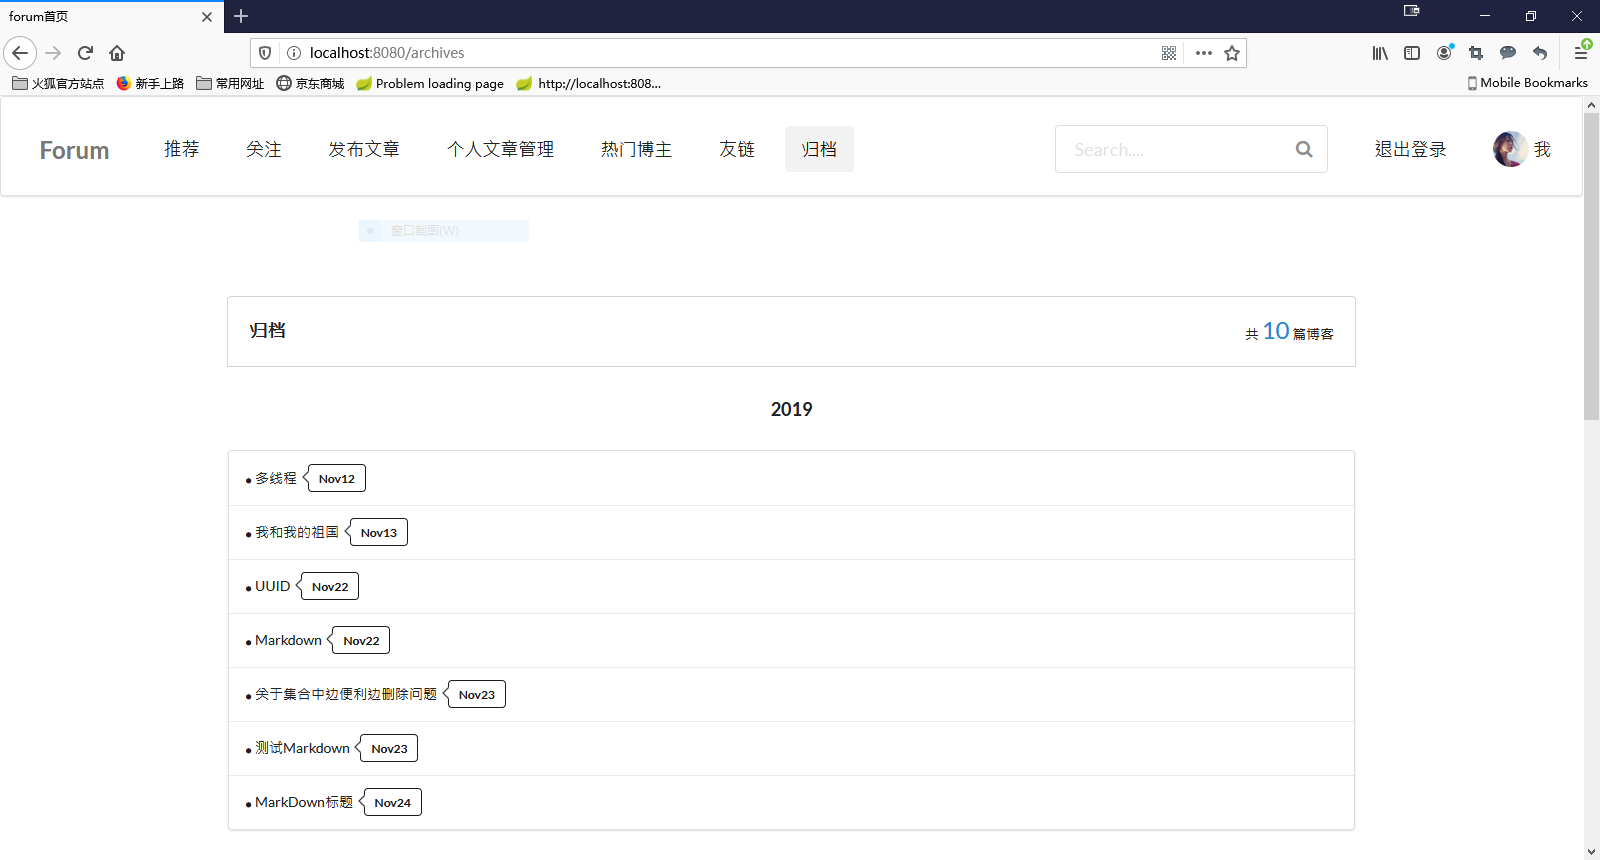 forum首页
localhost:8080/archives
火狐官方站点 新手上路 常用网址 京东商城 Problem loading page http://localhost:808... Mobile Bookmarks
Forum 推荐 关注 发布文章 个人文章管理 热门博主 友链 归档 Search.... 退出登录 我
窗口截图(W)
归档 共 10 篇博客
2019
多线程 Nov12
我和我的祖国 Nov13
UUID Nov22
Markdown Nov22
关于集合中边便利边删除问题 Nov23
测试Markdown Nov23
MarkDown标题 Nov24